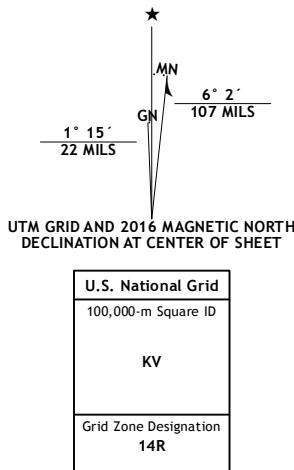 MN
GN
6° 2´
107 MILS
1° 15´
22 MILS
UTM GRID AND 2016 MAGNETIC NORTH
DECLINATION AT CENTER OF SHEET
U.S. National Grid
100,000-m Square ID
KV
Grid Zone Designation
14R